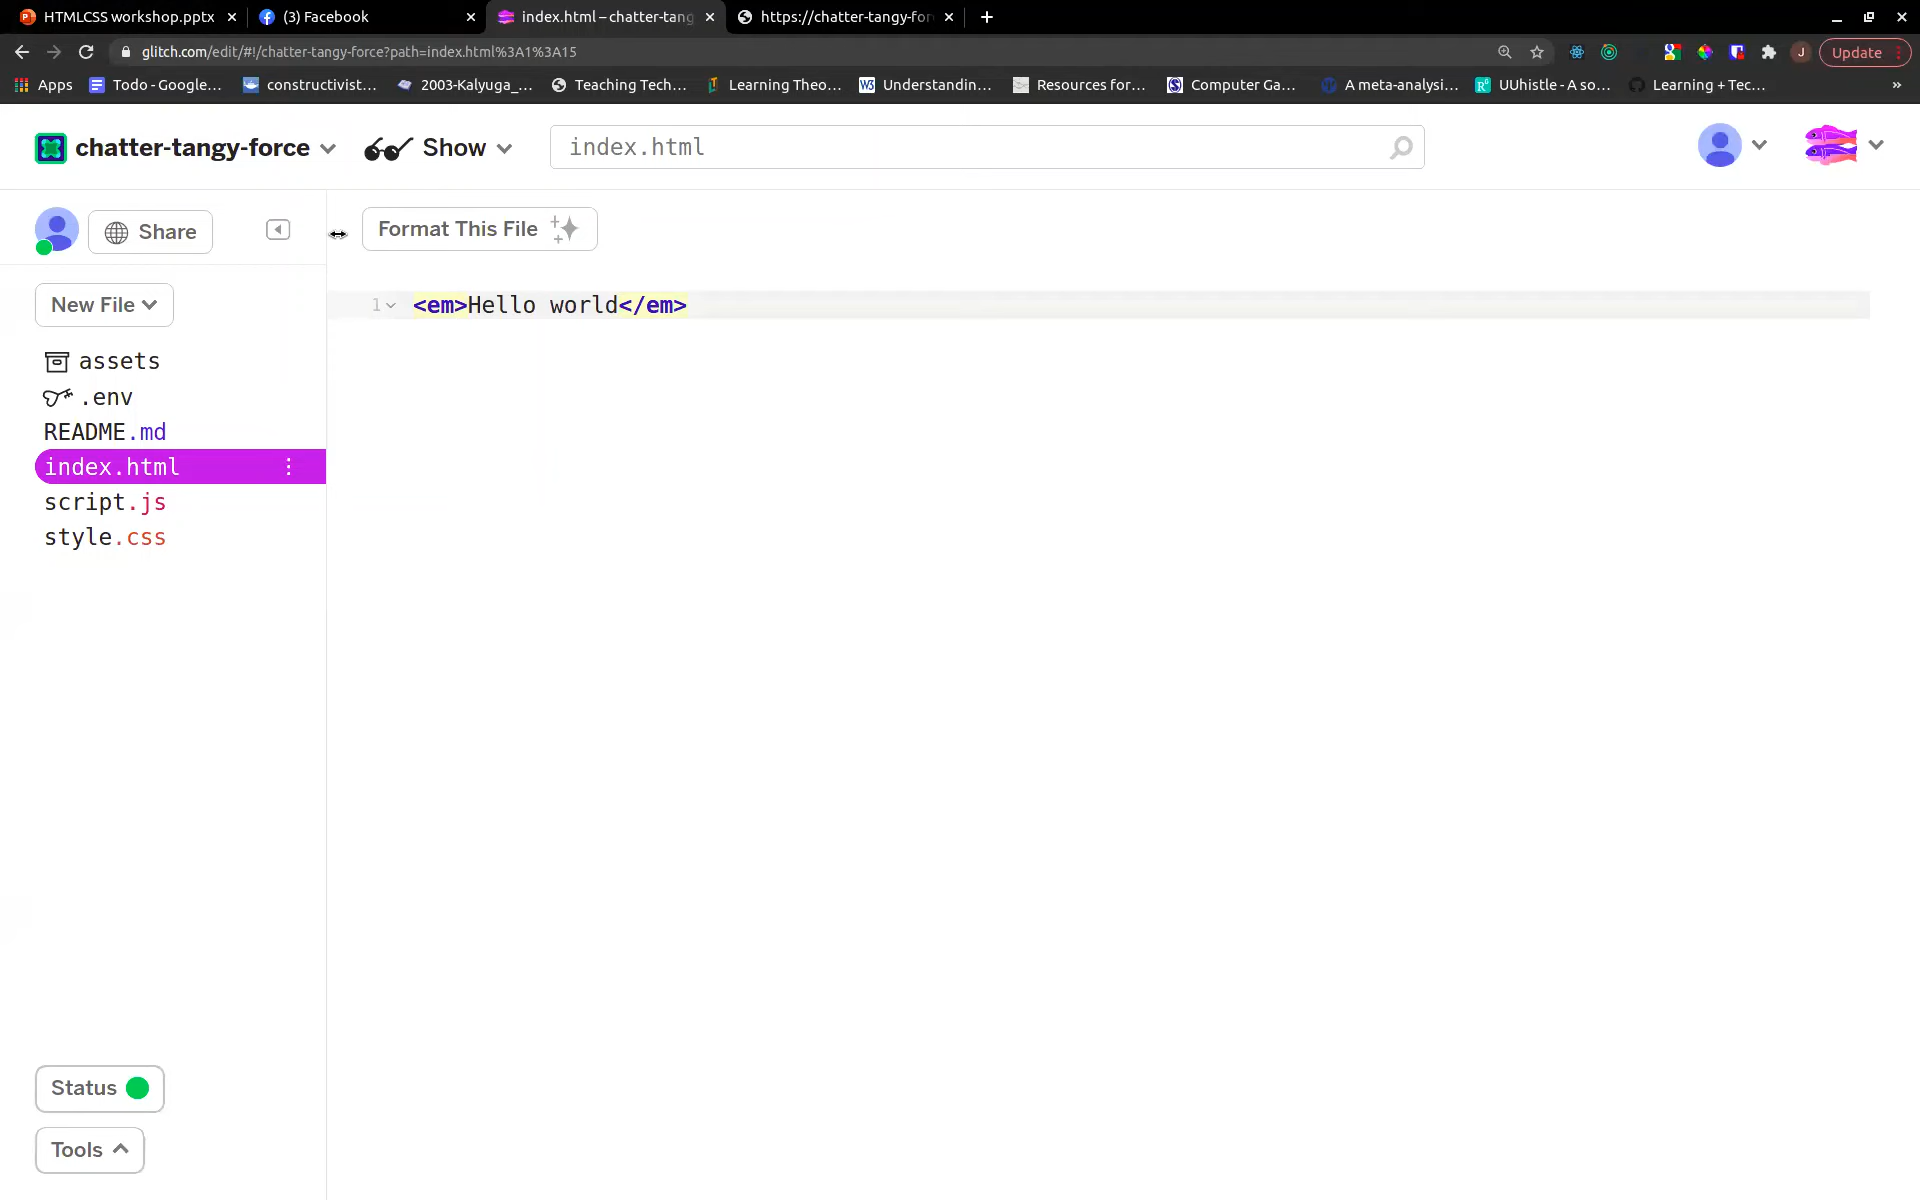 HTMLCSS workshop.pptx
(3) Facebook
index.html – chatter-tang
https://chatter-tangy-for
glitch.com/edit/#!/chatter-tangy-force?path=index.html%3A1%3A15
J
Update
Apps
Todo - Google...
constructivist...
2003-Kalyuga_...
Teaching Tech...
Learning Theo...
Understandin...
Resources for...
Computer Ga...
A meta-analysi...
UUhistle - A so...
Learning + Tec...
»
chatter-tangy-force
Show
index.html
Share
Format This File
New File
1
<em>Hello world</em>
assets
.env
README.md
index.html
script.js
style.css
Status
Tools